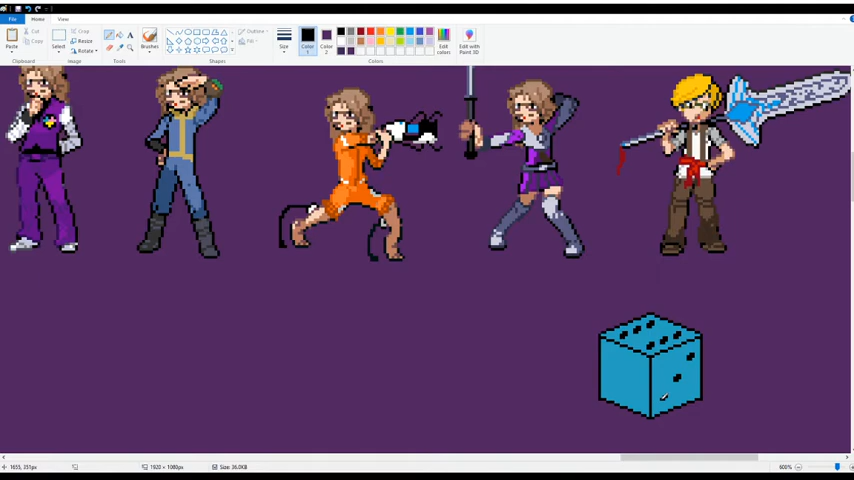 File
Home
View
Paste
Cut
Copy
Clipboard
Select
Crop
Resize
Rotate
Image
Tools
Brushes
Shapes
Outline
Fill
Size
Color 1
Color 2
Edit colors
Edit with Paint 3D
Colors
1655, 351px
1920 × 1080px
Size: 36.0KB
600%